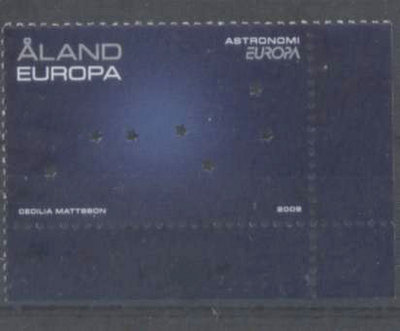 ÅLAND
EUROPA
ASTRONOMI
EUROPA
CECILIA MATTSSON
2009